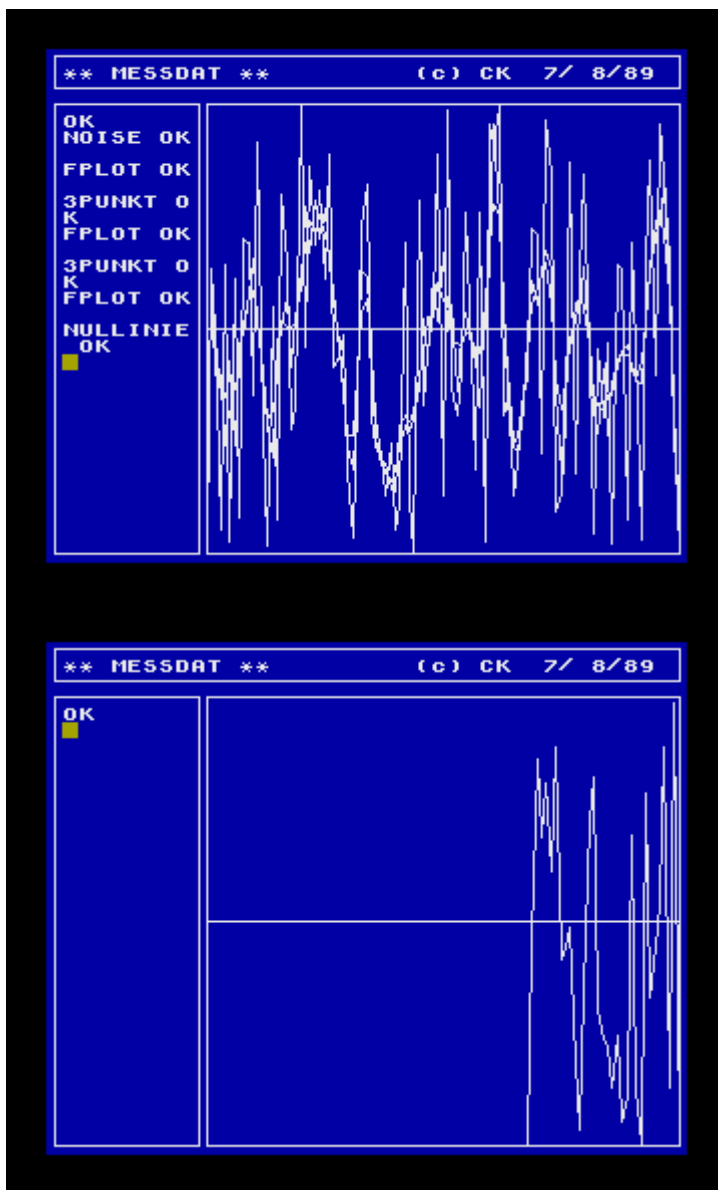 ** MESSDAT ** (c) CK 7/ 8/89
OK
NOISE OK
FPLOT OK
3PUNKT O
K
FPLOT OK
3PUNKT O
K
FPLOT OK
NULLINIE
OK
** MESSDAT ** (c) CK 7/ 8/89
OK